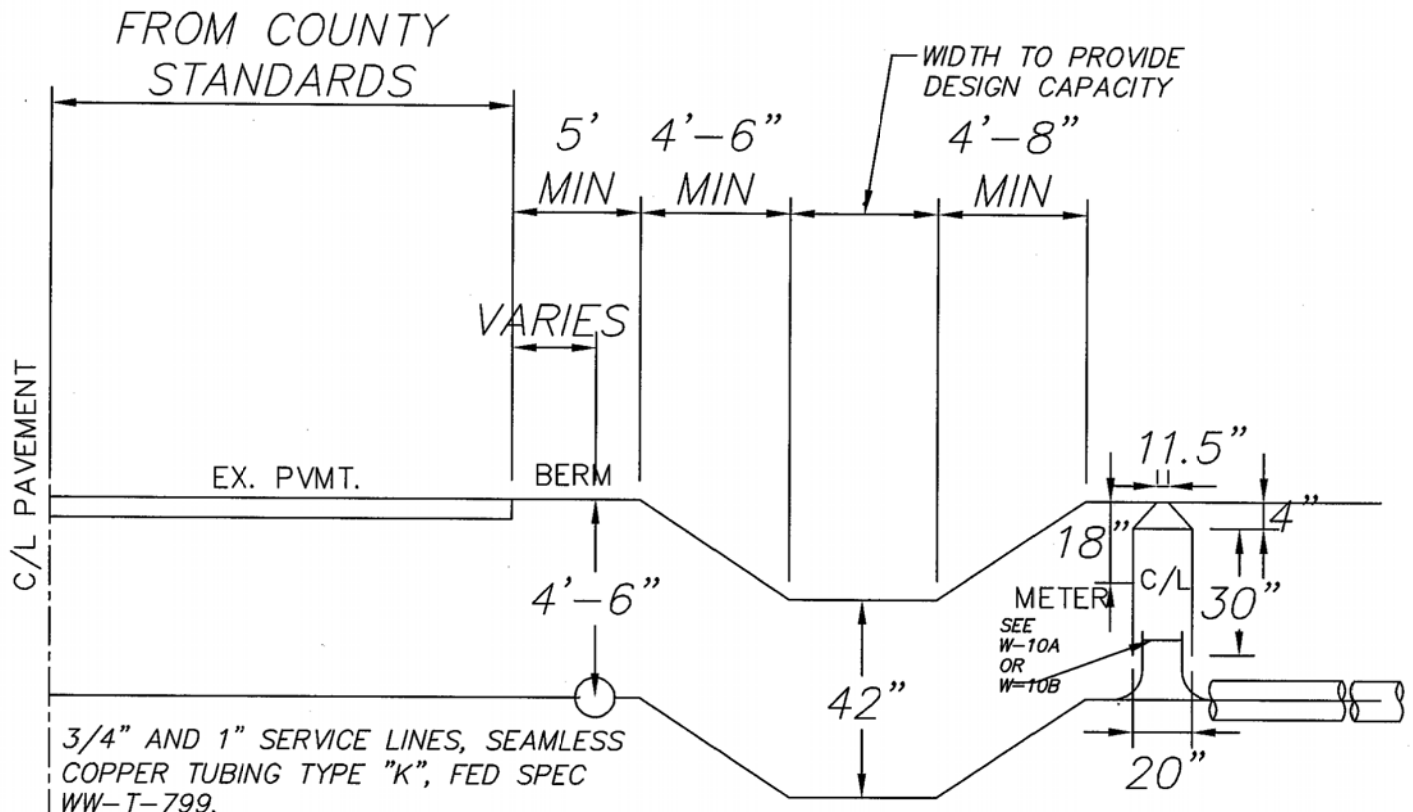 FROM COUNTY
STANDARDS
WIDTH TO PROVIDE
DESIGN CAPACITY
5'
MIN
4'-6"
MIN
4'-8"
MIN
VARIES
C/L PAVEMENT
EX. PVMT.
BERM
11.5"
4"
18"
4'-6"
METER
C/L
30"
SEE
W-10A
OR
W-10B
42"
20"
3/4" AND 1" SERVICE LINES, SEAMLESS
COPPER TUBING TYPE "K", FED SPEC
WW-T-799.